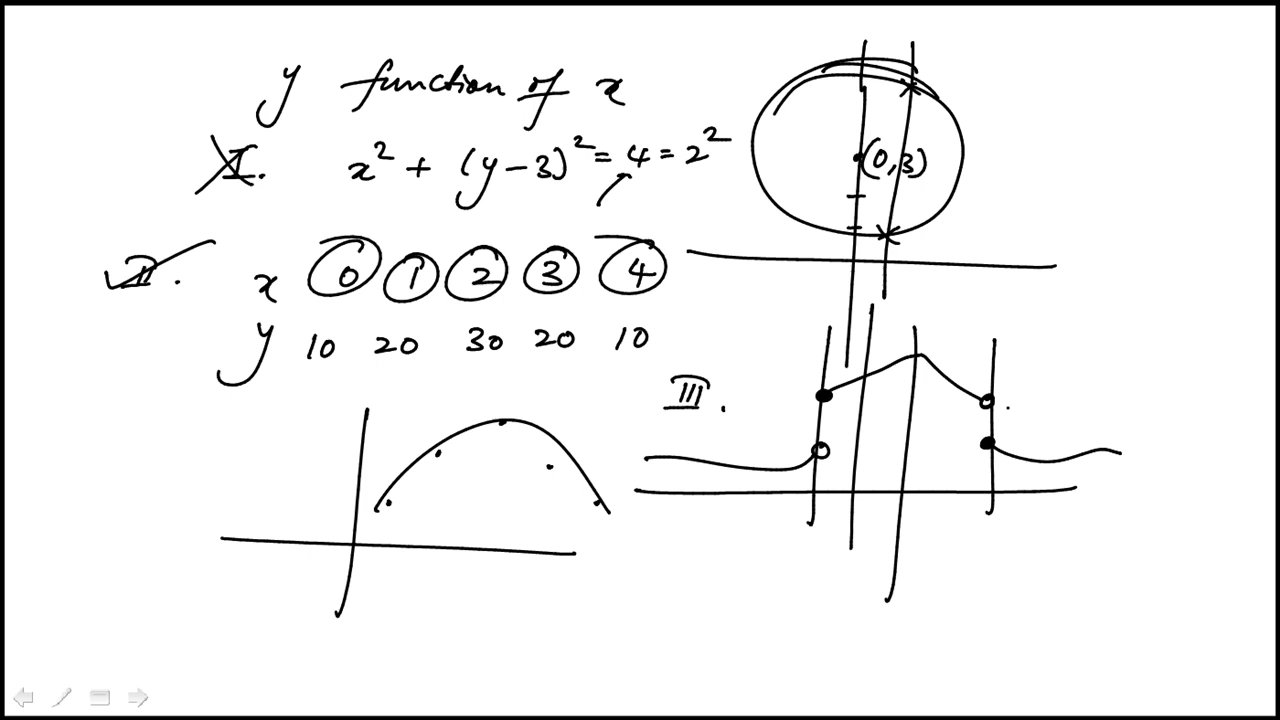 y function of x
I. x² + (y-3)² = 4 = 2²
(0,3)
II. x 0 1 2 3 4
y 10 20 30 20 10
III.